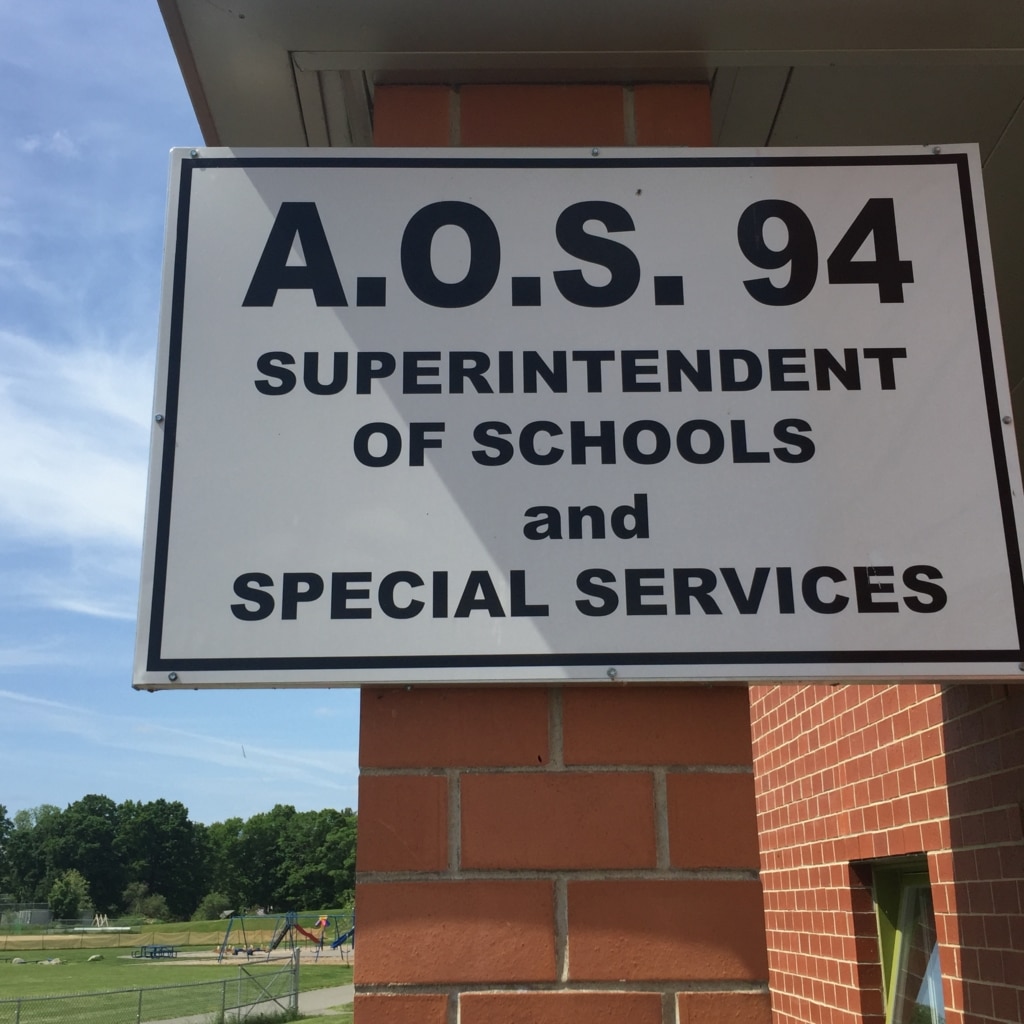 A.O.S. 94
SUPERINTENDENT
OF SCHOOLS
and
SPECIAL SERVICES